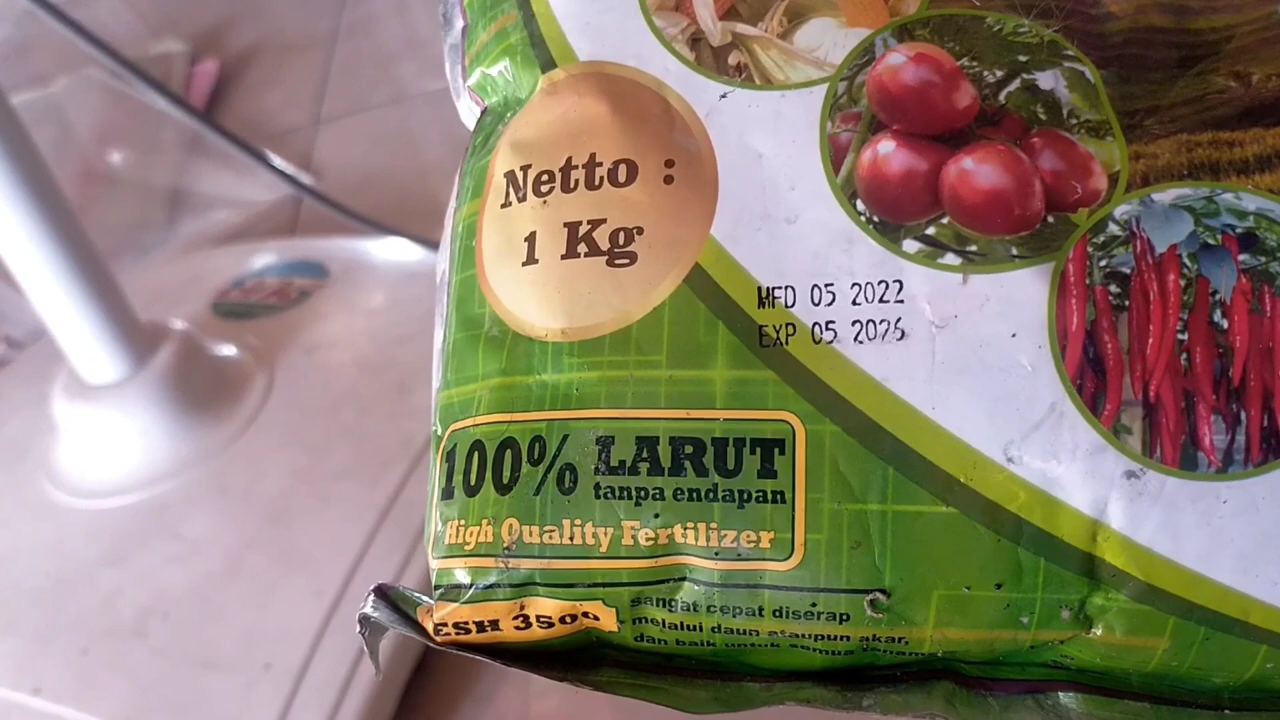 Netto :
1 Kg
MFD 05 2022
EXP 05 2026
100% LARUT
tanpa endapan
High Quality Fertilizer
ESH 3500
sangat cepat diserap
melalui daun ataupun akar,
dan baik untuk semua